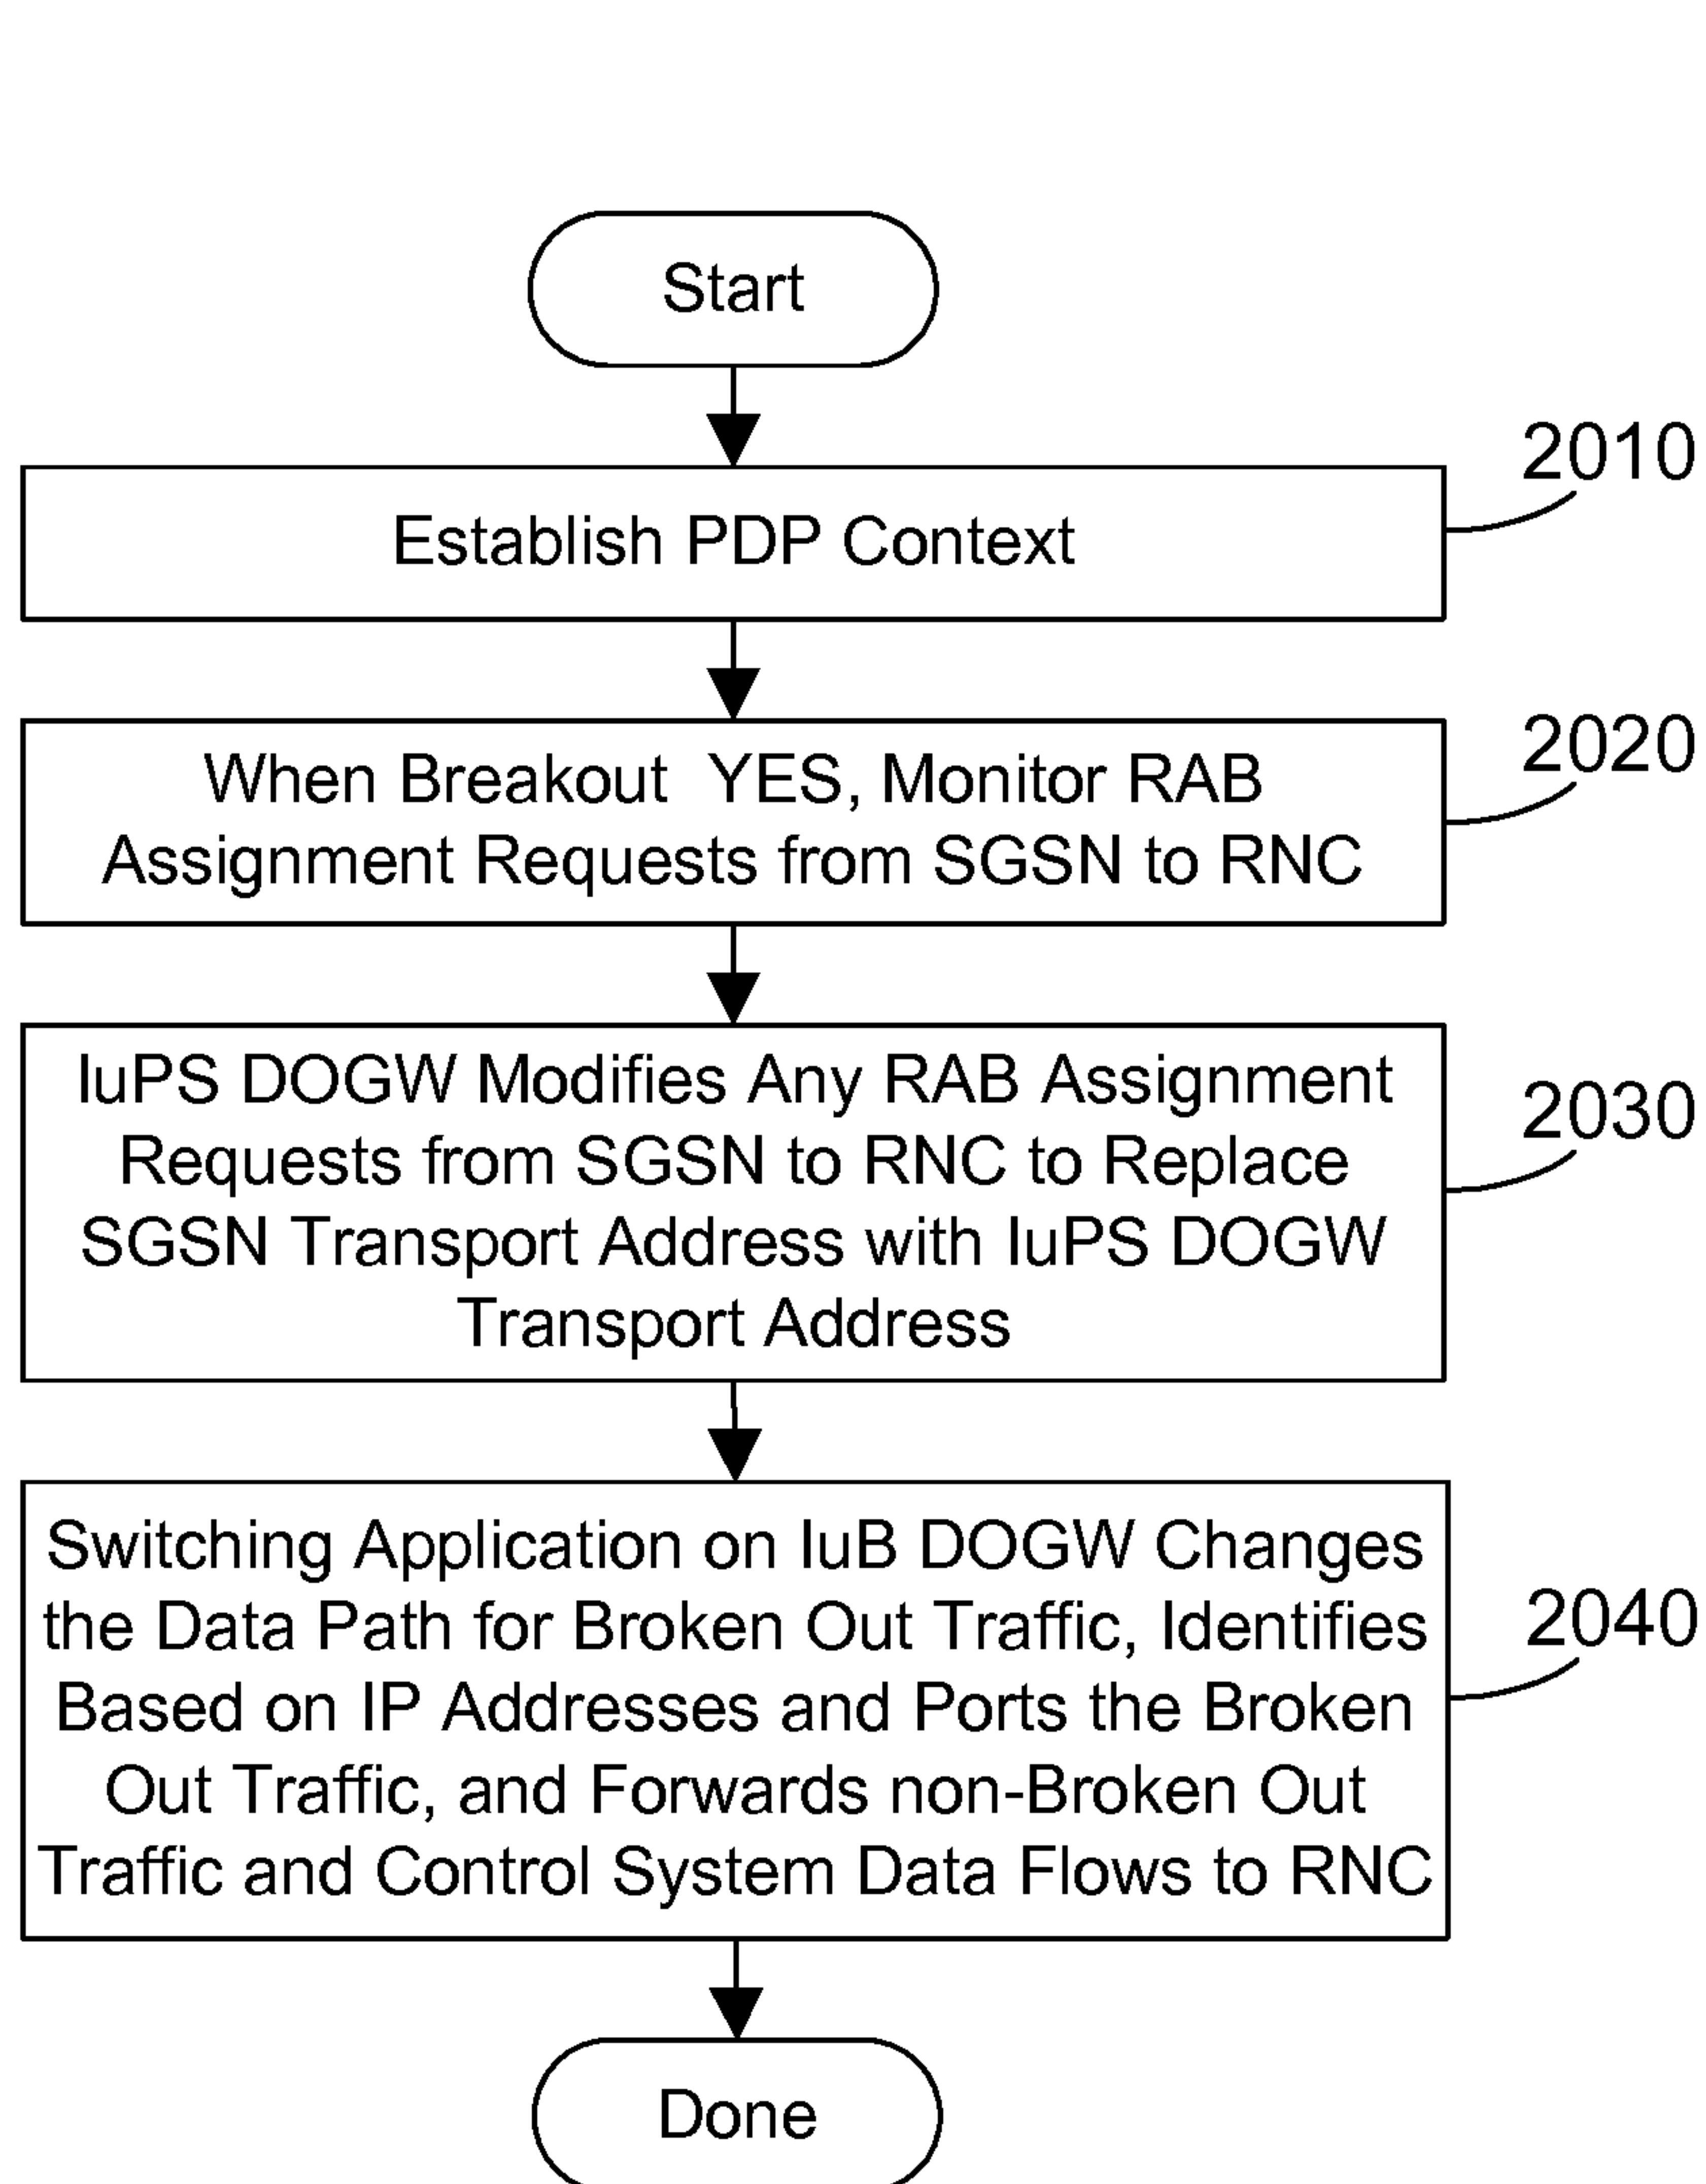 Start
2010
Establish PDP Context
2020
When Breakout YES, Monitor RAB
Assignment Requests from SGSN to RNC
2030
IuPS DOGW Modifies Any RAB Assignment
Requests from SGSN to RNC to Replace
SGSN Transport Address with IuPS DOGW
Transport Address
2040
Switching Application on IuB DOGW Changes
the Data Path for Broken Out Traffic, Identifies
Based on IP Addresses and Ports the Broken
Out Traffic, and Forwards non-Broken Out
Traffic and Control System Data Flows to RNC
Done